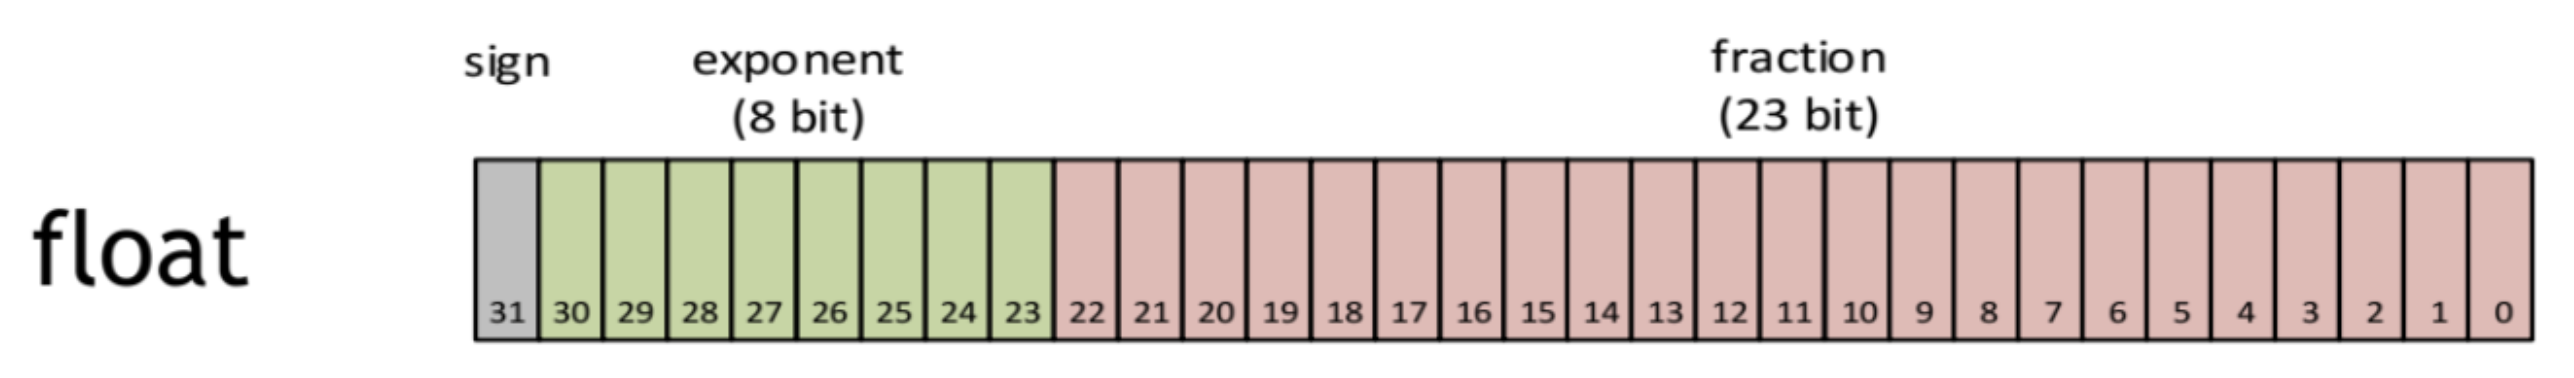 sign exponent fraction
(8 bit) (23 bit)
float
31 30 29 28 27 26 25 24 23 22 21 20 19 18 17 16 15 14 13 12 11 10 9 8 7 6 5 4 3 2 1 0